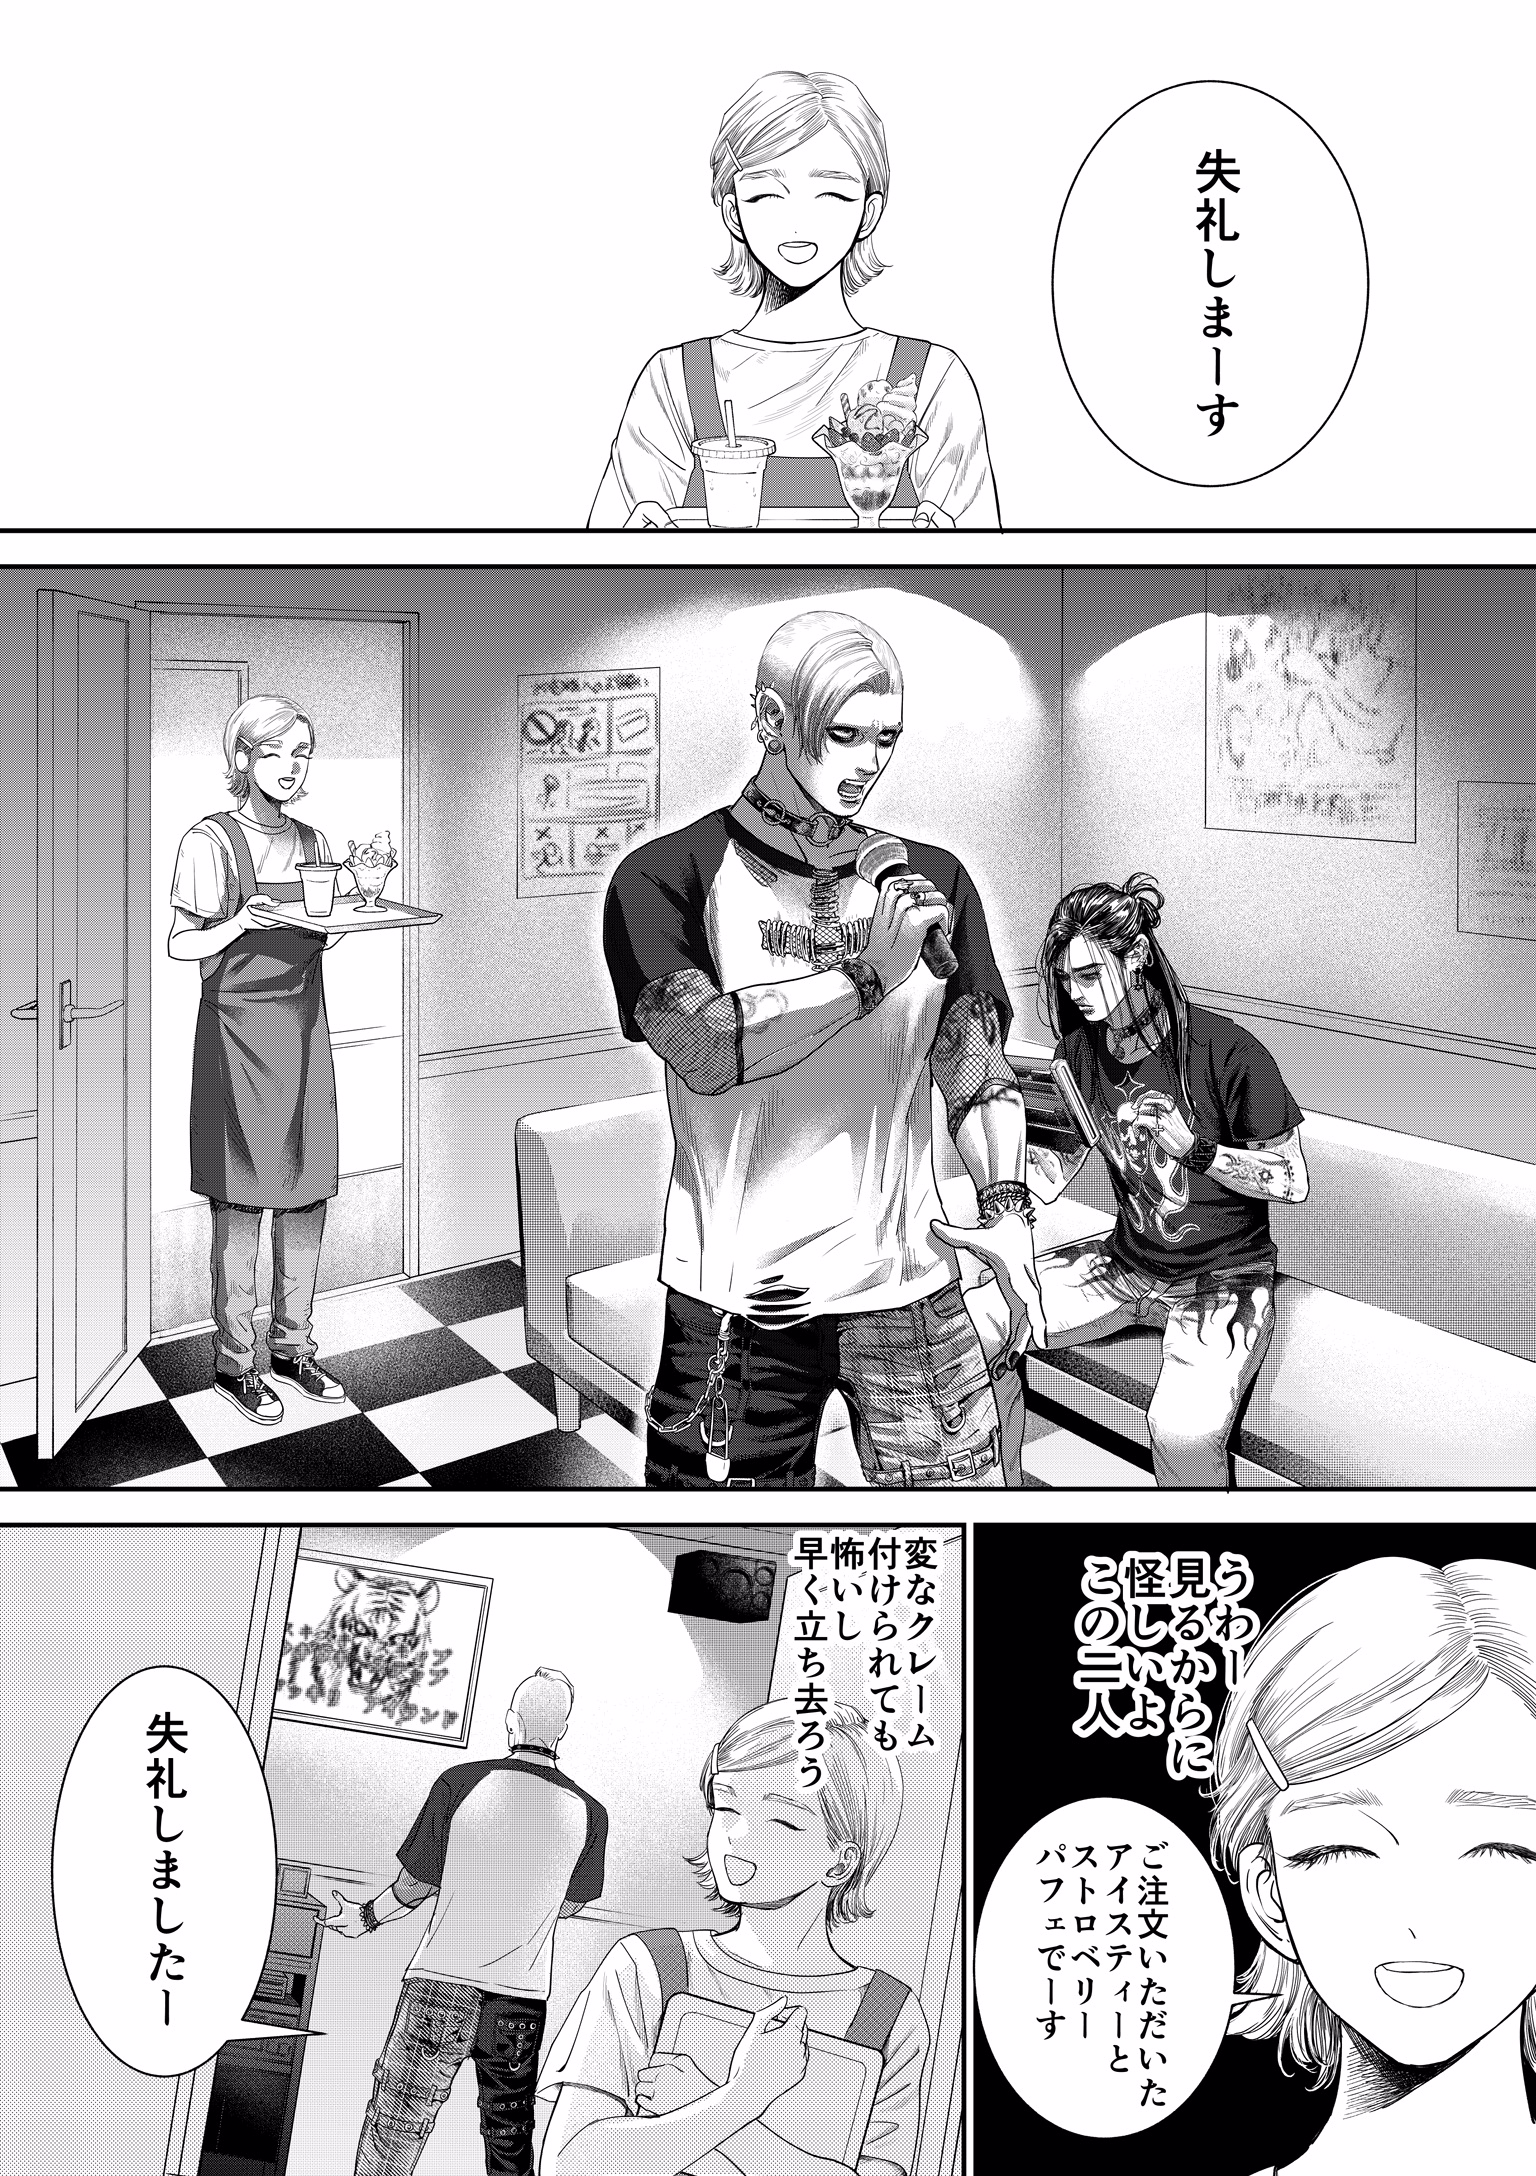 失礼しまーす
うわー
見るからに
怪しいよ
この二人
ご注文いただいた
アイスティーと
ストロベリー
パフェでーす
変なクレーム
付けられても
怖いし
早く立ち去ろう
失礼しましたー